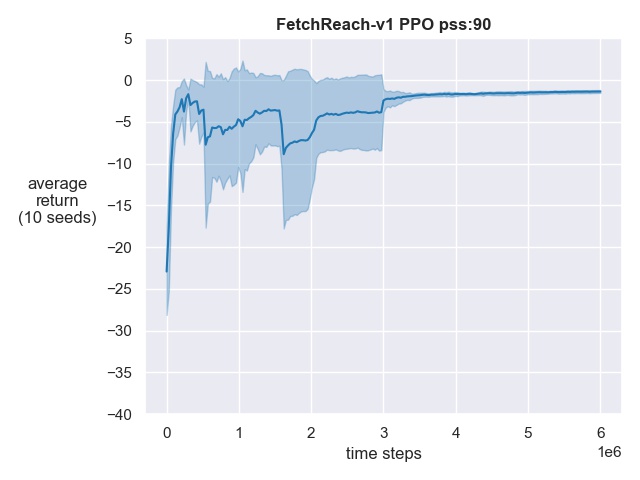 FetchReach-v1 PPO pss:90
5
0
−5
−10
−15
−20
−25
−30
−35
−40
average
return
(10 seeds)
0 1 2 3 4 5 6
1e6
time steps